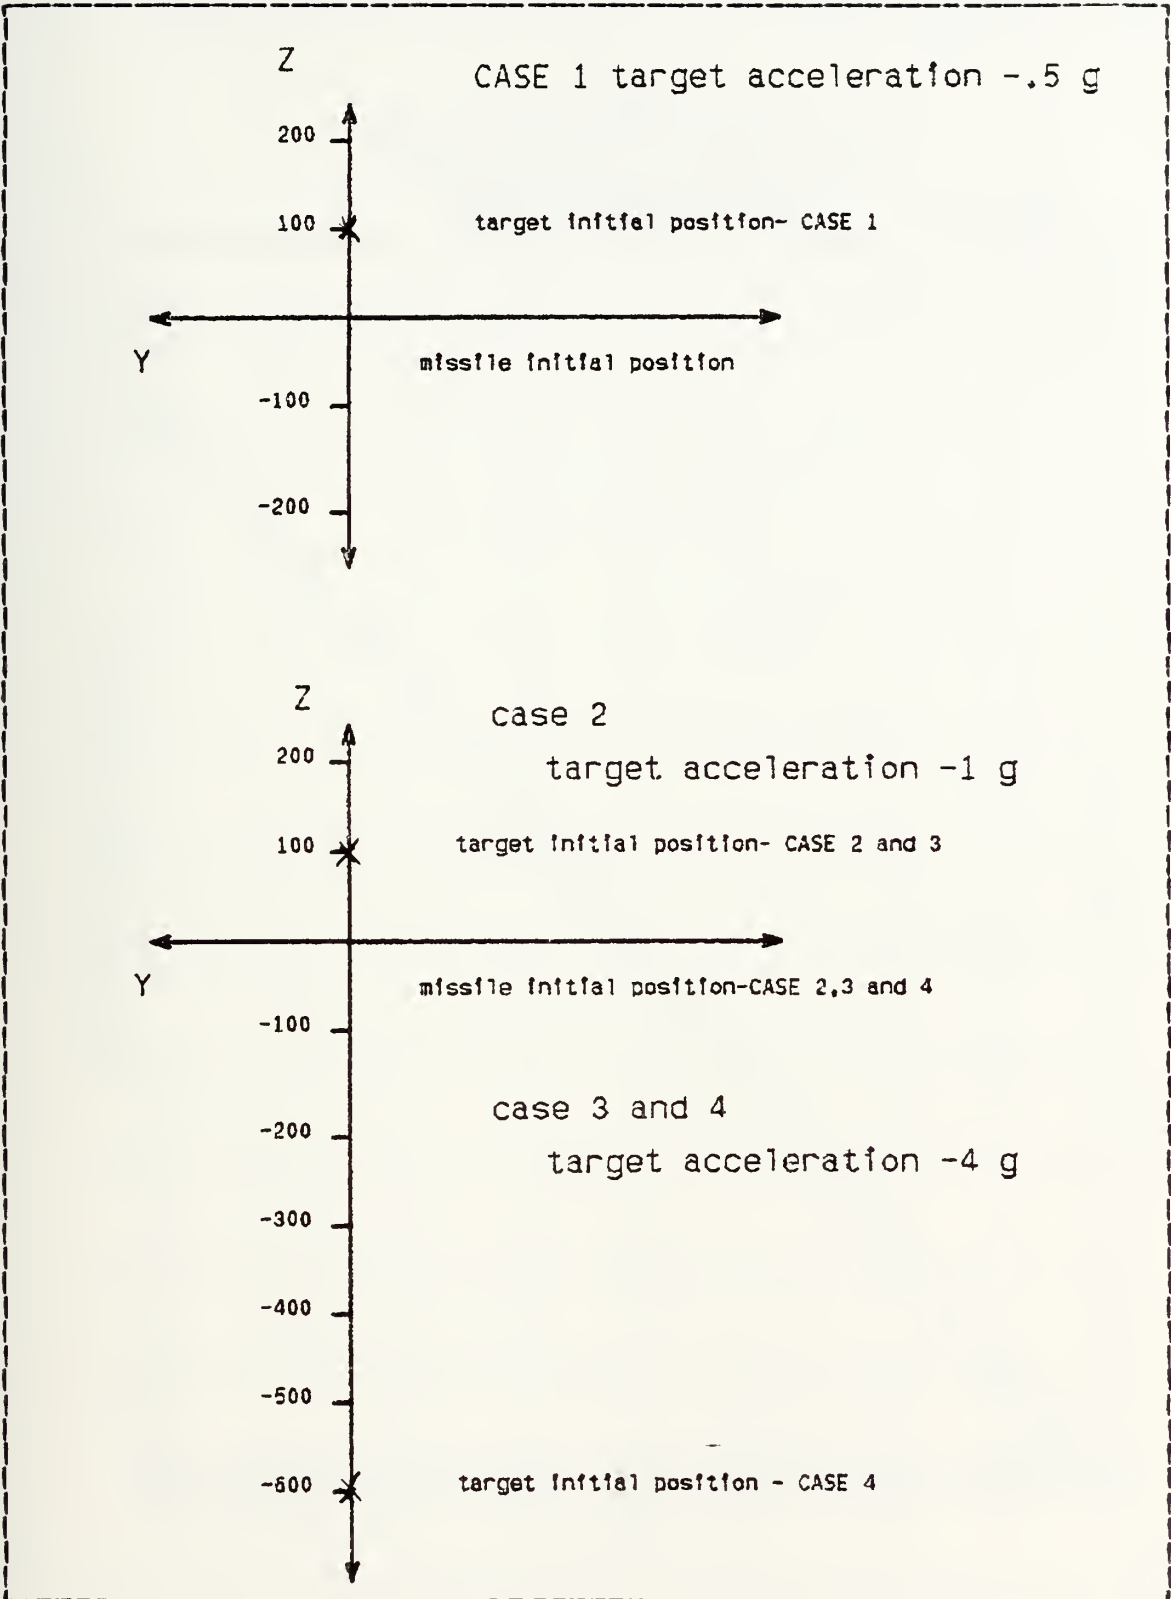 Z
CASE 1 target acceleration -.5 g
200
100
target initial position- CASE 1
Y
missile initial position
-100
-200
Z
case 2
200
target acceleration -1 g
100
target initial position- CASE 2 and 3
Y
missile initial position-CASE 2,3 and 4
-100
case 3 and 4
-200
target acceleration -4 g
-300
-400
-500
-600
target initial position - CASE 4